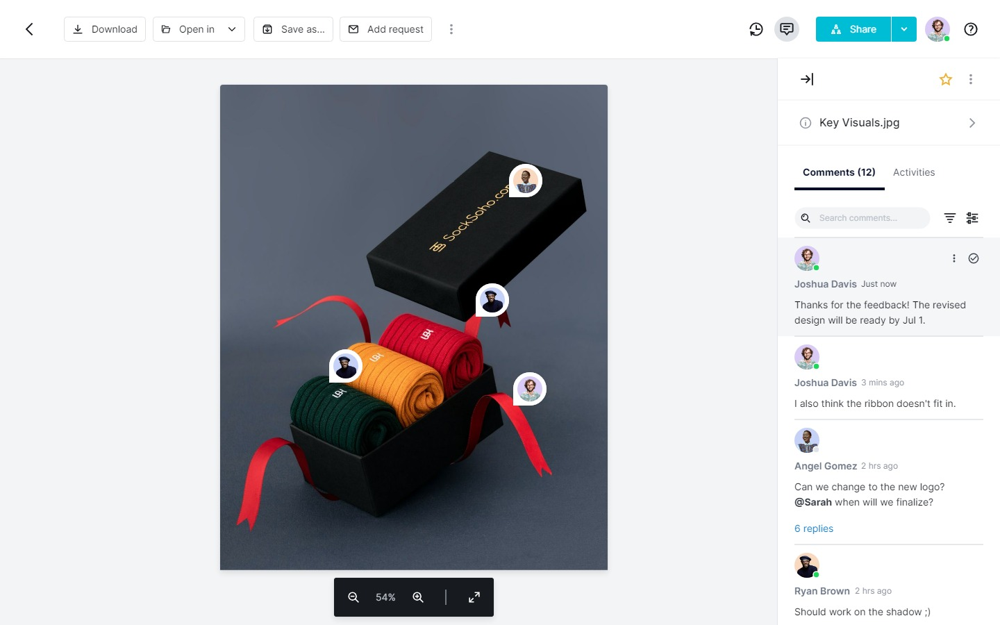 Download
Open in
Save as...
Add request
Share
Key Visuals.jpg
Comments (12)
Activities
Search comments...
SockSoho.co
Joshua Davis Just now
Thanks for the feedback! The revised
design will be ready by Jul 1.
Joshua Davis 3 mins ago
I also think the ribbon doesn't fit in.
Angel Gomez 2 hrs ago
Can we change to the new logo?
@Sarah when will we finalize?
6 replies
Ryan Brown 2 hrs ago
Should work on the shadow ;)
54%